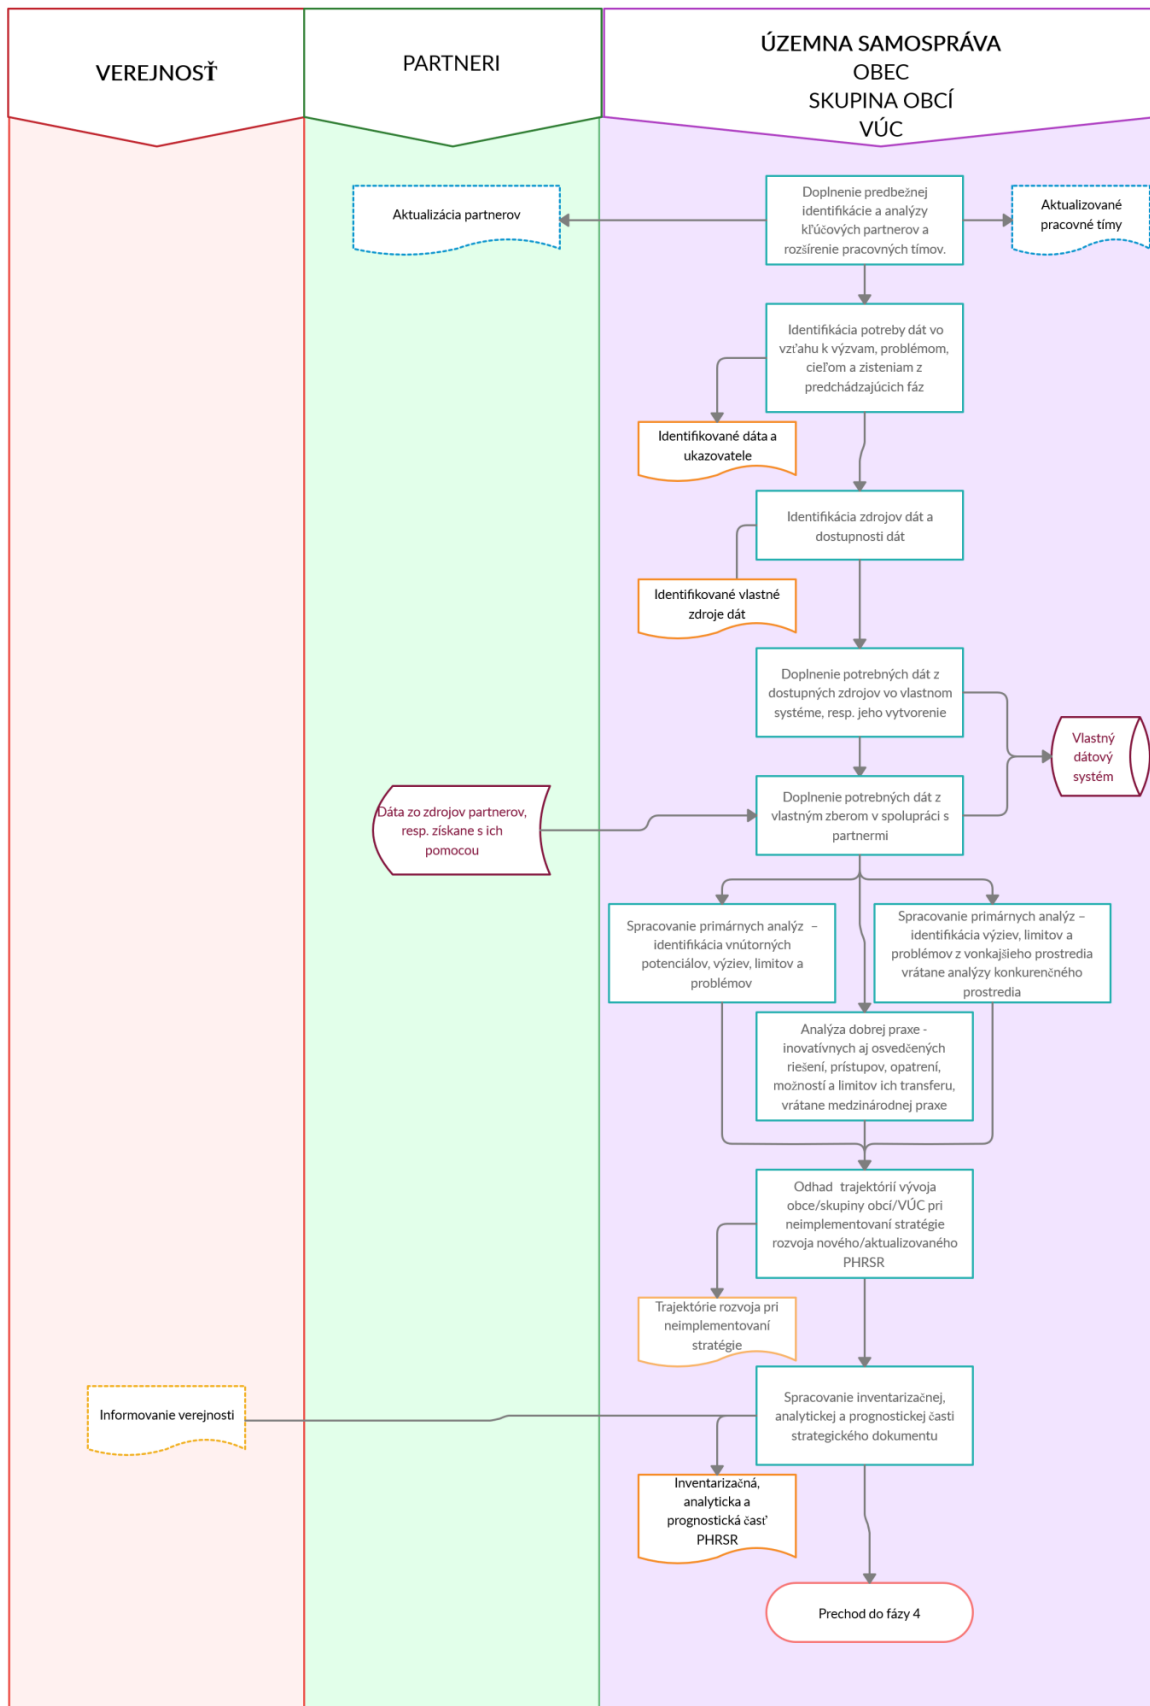 VEREJNOSŤ
PARTNERI
ÚZEMNA SAMOSPRÁVA
OBEC
SKUPINA OBCÍ
VÚC
Aktualizácia partnerov
Doplnenie predbežnej
identifikácie a analýzy
kľúčových partnerov a
rozšírenie pracovných tímov.
Aktualizované
pracovné tímy
Identifikácia potreby dát vo
vzťahu k výzvam, problémom,
cieľom a zisteniam z
predchádzajúcich fáz
Identifikované dáta a
ukazovatele
Identifikácia zdrojov dát a
dostupnosti dát
Identifikované vlastné
zdroje dát
Doplnenie potrebných dát z
dostupných zdrojov vo vlastnom
systéme, resp. jeho vytvorenie
Vlastný
dátový
systém
Dáta zo zdrojov partnerov,
resp. získane s ich
pomocou
Doplnenie potrebných dát z
vlastným zberom v spolupráci s
partnermi
Spracovanie primárnych analýz –
identifikácia vnútorných
potenciálov, výziev, limitov a
problémov
Spracovanie primárnych analýz –
identifikácia výziev, limitov a
problémov z vonkajšieho prostredia
vrátane analýzy konkurenčného
prostredia
Analýza dobrej praxe -
inovatívnych aj osvedčených
riešení, prístupov, opatrení,
možností a limitov ich transferu,
vrátane medzinárodnej praxe
Odhad trajektórií vývoja
obce/skupiny obcí/VÚC pri
neimplementovaní stratégie
rozvoja nového/aktualizovaného
PHRSR
Trajektórie rozvoja pri
neimplementovaní
stratégie
Informovanie verejnosti
Spracovanie inventarizačnej,
analytickej a prognostickej časti
strategického dokumentu
Inventarizačná,
analyticka a
prognostická časť
PHRSR
Prechod do fázy 4